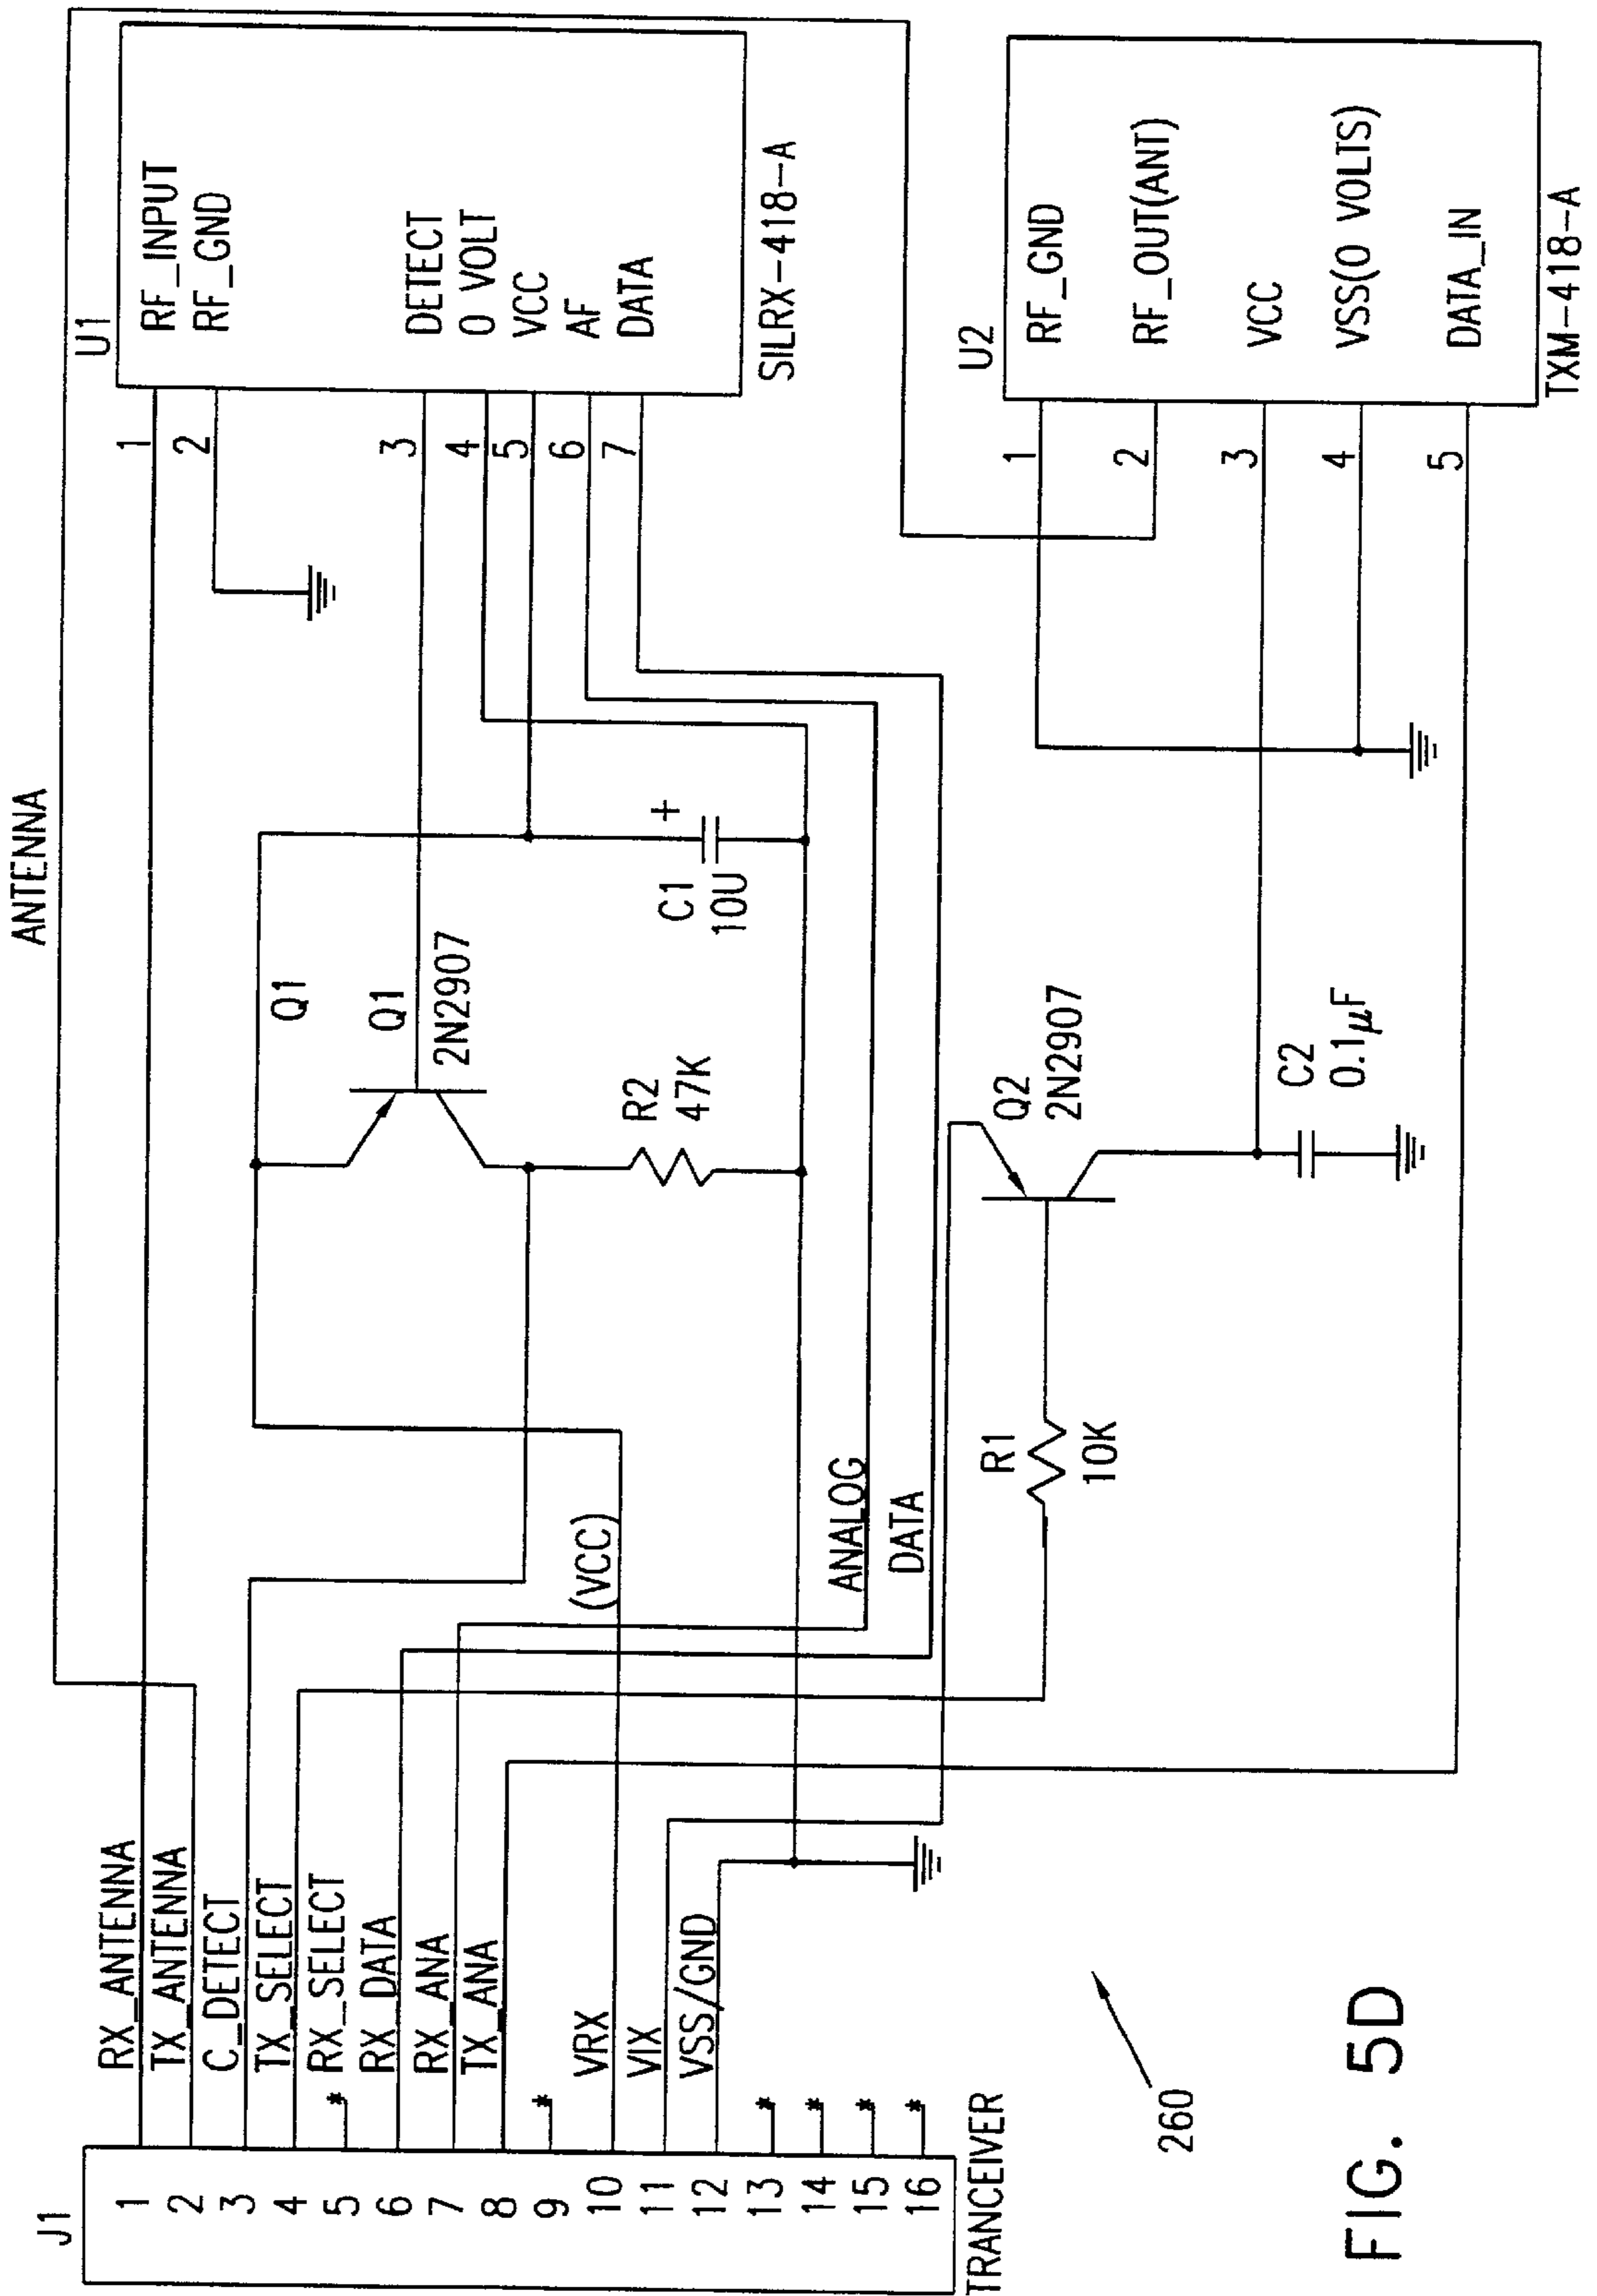 ANTENNA
J1
1
2
3
4
5
6
7
8
9
10
11
12
13
14
15
16
TRANCEIVER
RX_ANTENNA
TX_ANTENNA
C_DETECT
TX_SELECT
RX_SELECT
*
RX_DATA
RX_ANA
TX_ANA
*
VRX
VIX
VSS/GND
*
*
*
*
(VCC)
ANALOG
DATA
Q1
Q1
2N2907
R2
47K
C1
10U
+
R1
10K
Q2
2N2907
C2
0.1µF
U1
1 RF_INPUT
2 RF_GND
3 DETECT
4 0 VOLT
5 VCC
6 AF
7 DATA
SILRX-418-A
U2
1 RF_GND
2 RF_OUT(ANT)
3 VCC
4 VSS(0 VOLTS)
5 DATA_IN
TXM-418-A
260
FIG. 5D